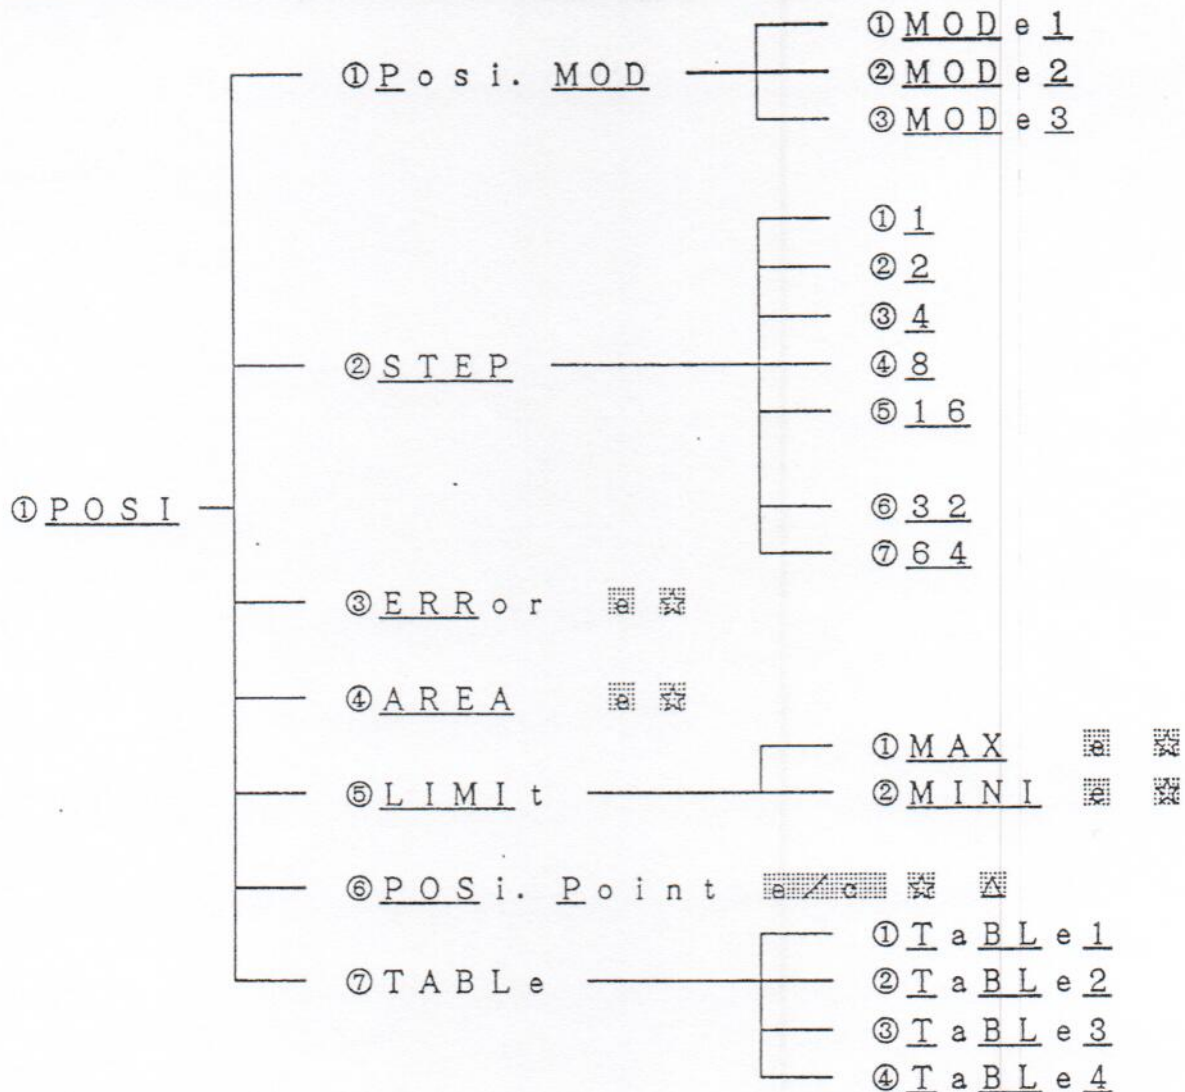 ①MODe1
①Posi. MOD
②MODe2
③MODe3
①1
②2
③4
②STEP
④8
⑤16
①POSI
⑥32
⑦64
③ERRor e ☆
④AREA e ☆
①MAX e ☆
⑤LIMIt
②MINI e ☆
⑥POSi. Point e/c ☆ △
①TaBLe1
⑦TABLe
②TaBLe2
③TaBLe3
④TaBLe4